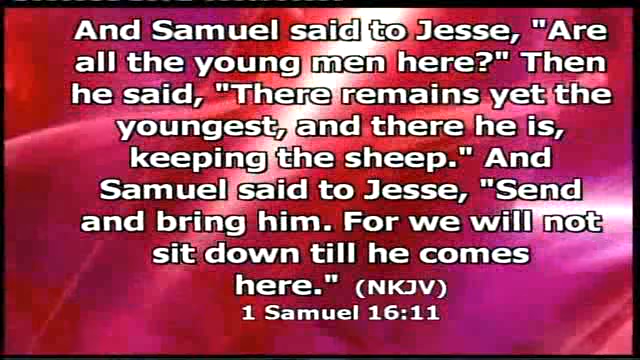 And Samuel said to Jesse, "Are
all the young men here?" Then
he said, "There remains yet the
youngest, and there he is,
keeping the sheep." And
Samuel said to Jesse, "Send
and bring him. For we will not
sit down till he comes
here." (NKJV)
1 Samuel 16:11